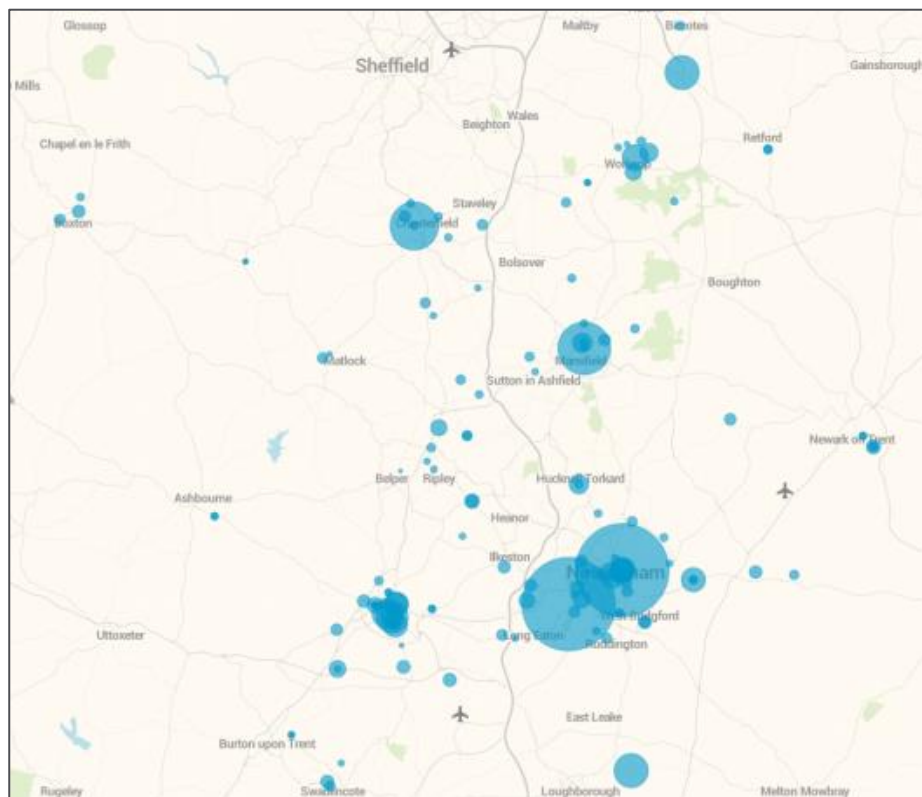 Glossop
Maltby
Sheffield
Gainsborough
Mills
Wales
Beighton
Chapel en le Frith
Retford
Staveley
Bolsover
Boughton
Matlock
Sutton in Ashfield
Newark on Trent
Belper
Ripley
Hucknall Torkard
Ashbourne
Heanor
Ilkeston
Uttoxeter
Long Eaton
Ruddington
East Leake
Burton upon Trent
Rugeley
Swadlincote
Loughborough
Melton Mowbray